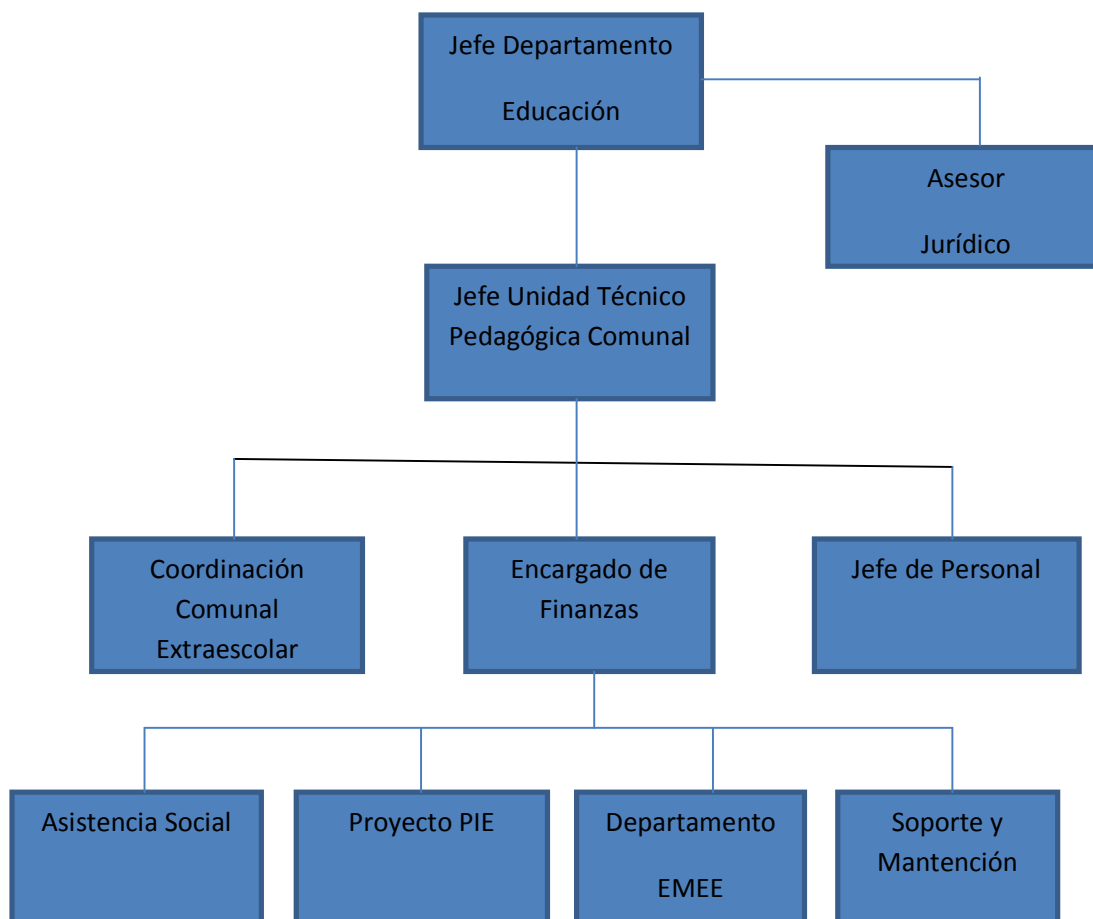 Jefe Departamento
Educación
Asesor
Jurídico
Jefe Unidad Técnico
Pedagógica Comunal
Coordinación
Comunal
Extraescolar
Encargado de
Finanzas
Jefe de Personal
Asistencia Social
Proyecto PIE
Departamento
EMEE
Soporte y
Mantención